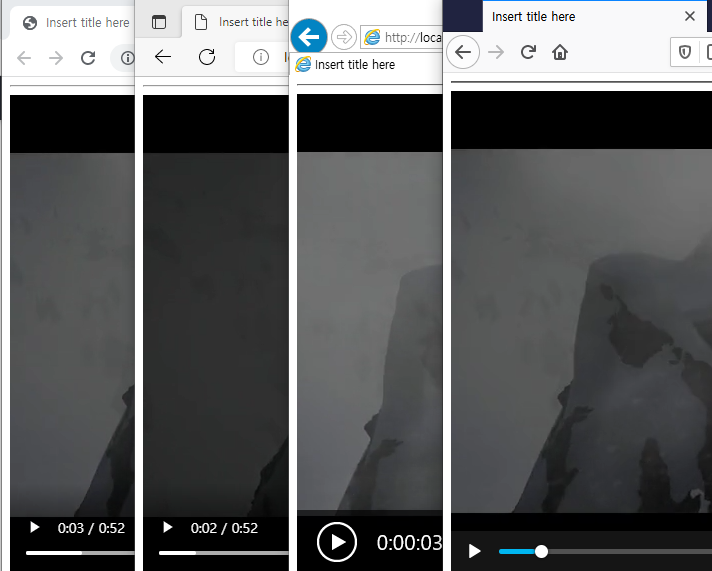 Insert title here
Insert title he
http://loca
Insert title here
Insert title here
0:03 / 0:52
0:02 / 0:52
0:00:03